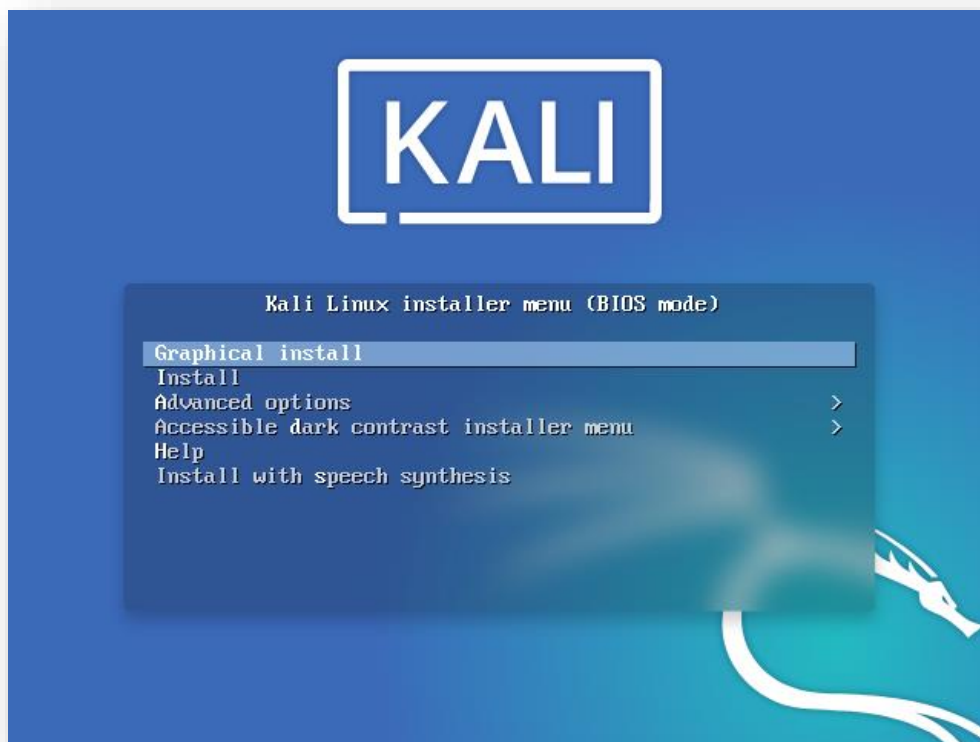 KALI
Kali Linux installer menu (BIOS mode)
Graphical install
Install
Advanced options >
Accessible dark contrast installer menu >
Help
Install with speech synthesis